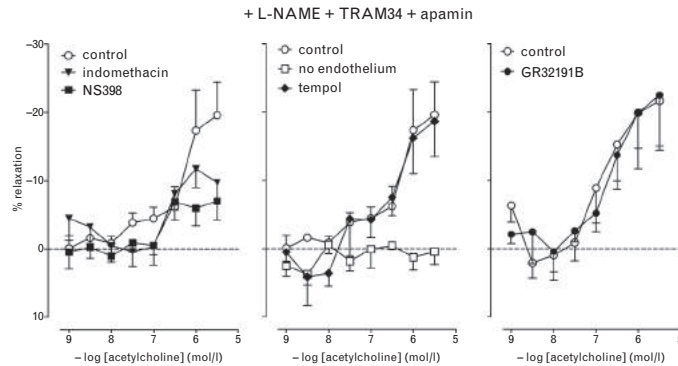 + L-NAME + TRAM34 + apamin
% relaxation
–30
–20
–10
0
10
control
indomethacin
NS398
9 8 7 6 5
– log [acetylcholine] (mol/l)
control
no endothelium
tempol
9 8 7 6 5
– log [acetylcholine] (mol/l)
control
GR32191B
9 8 7 6 5
– log [acetylcholine] (mol/l)